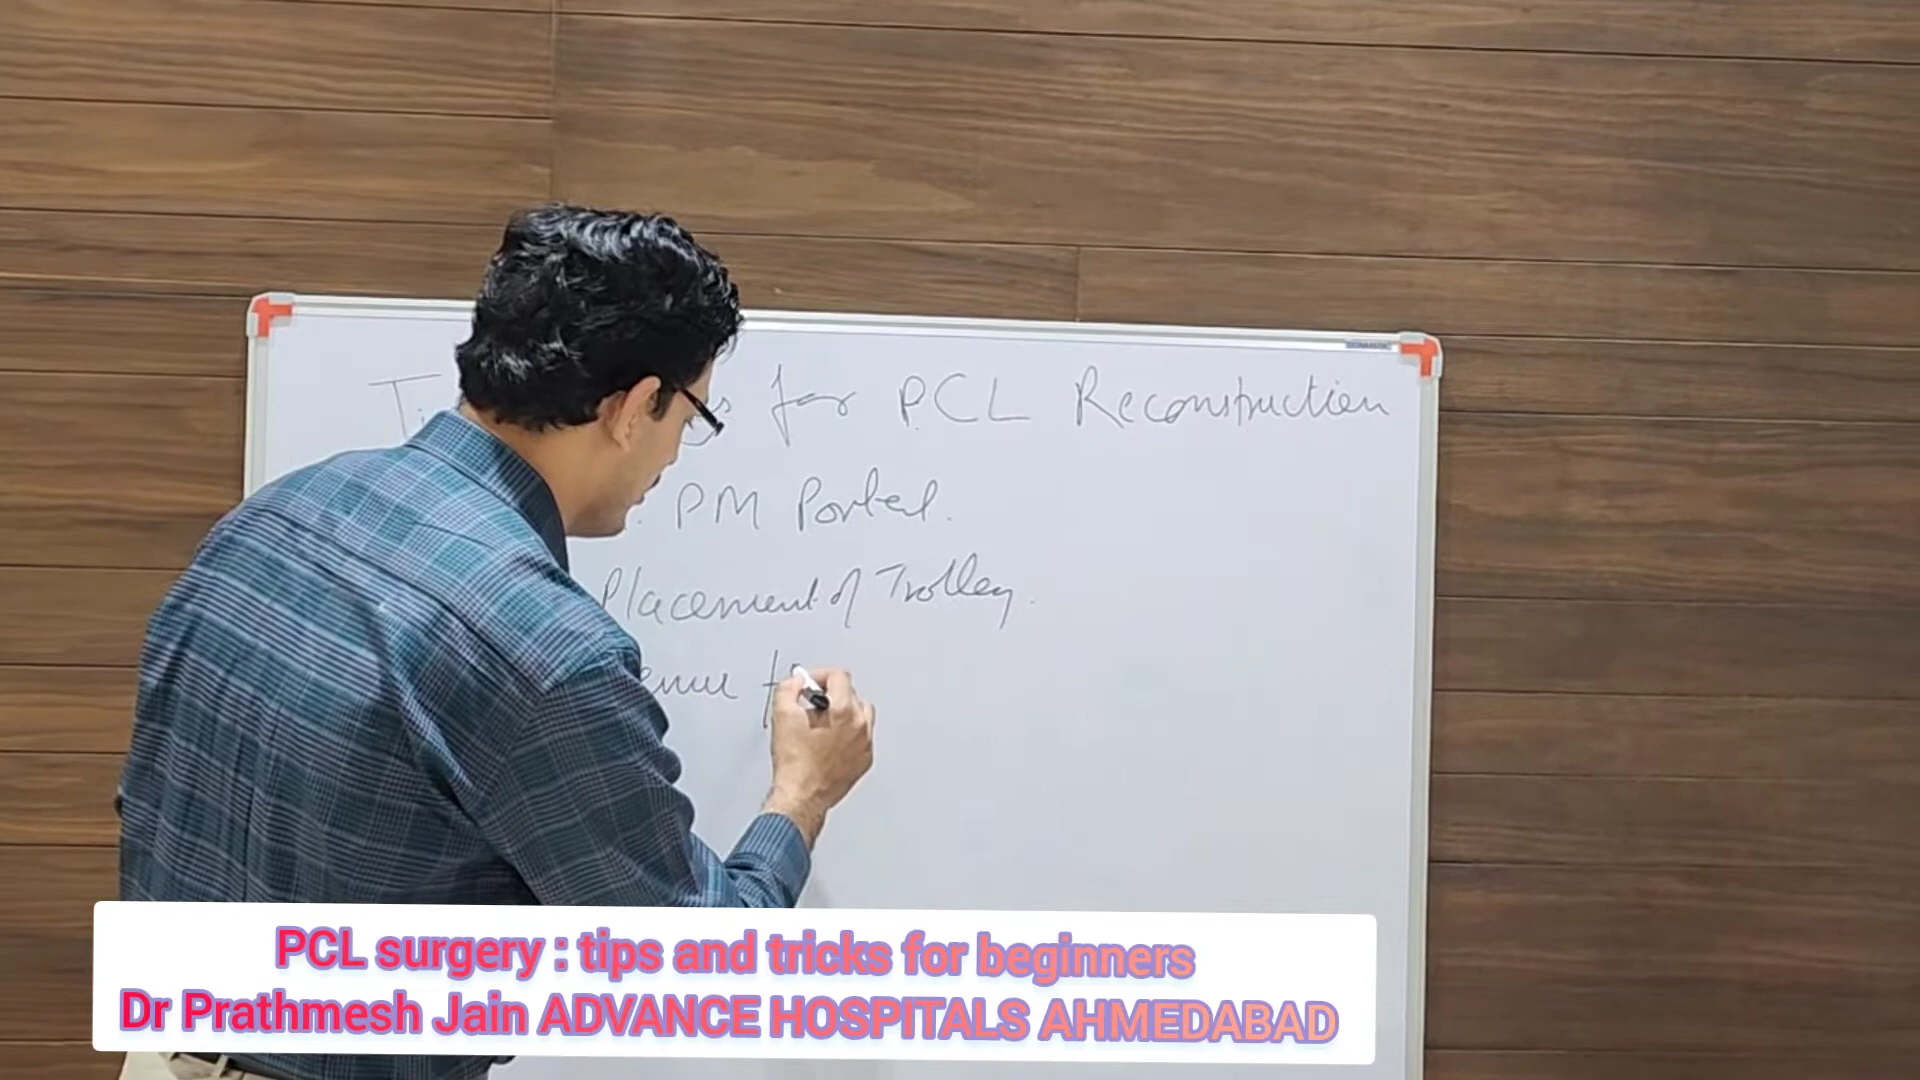 for PCL Reconstruction
PM Portal.
Placement of Trolley.
PCL surgery : tips and tricks for beginners
Dr Prathmesh Jain ADVANCE HOSPITALS AHMEDABAD